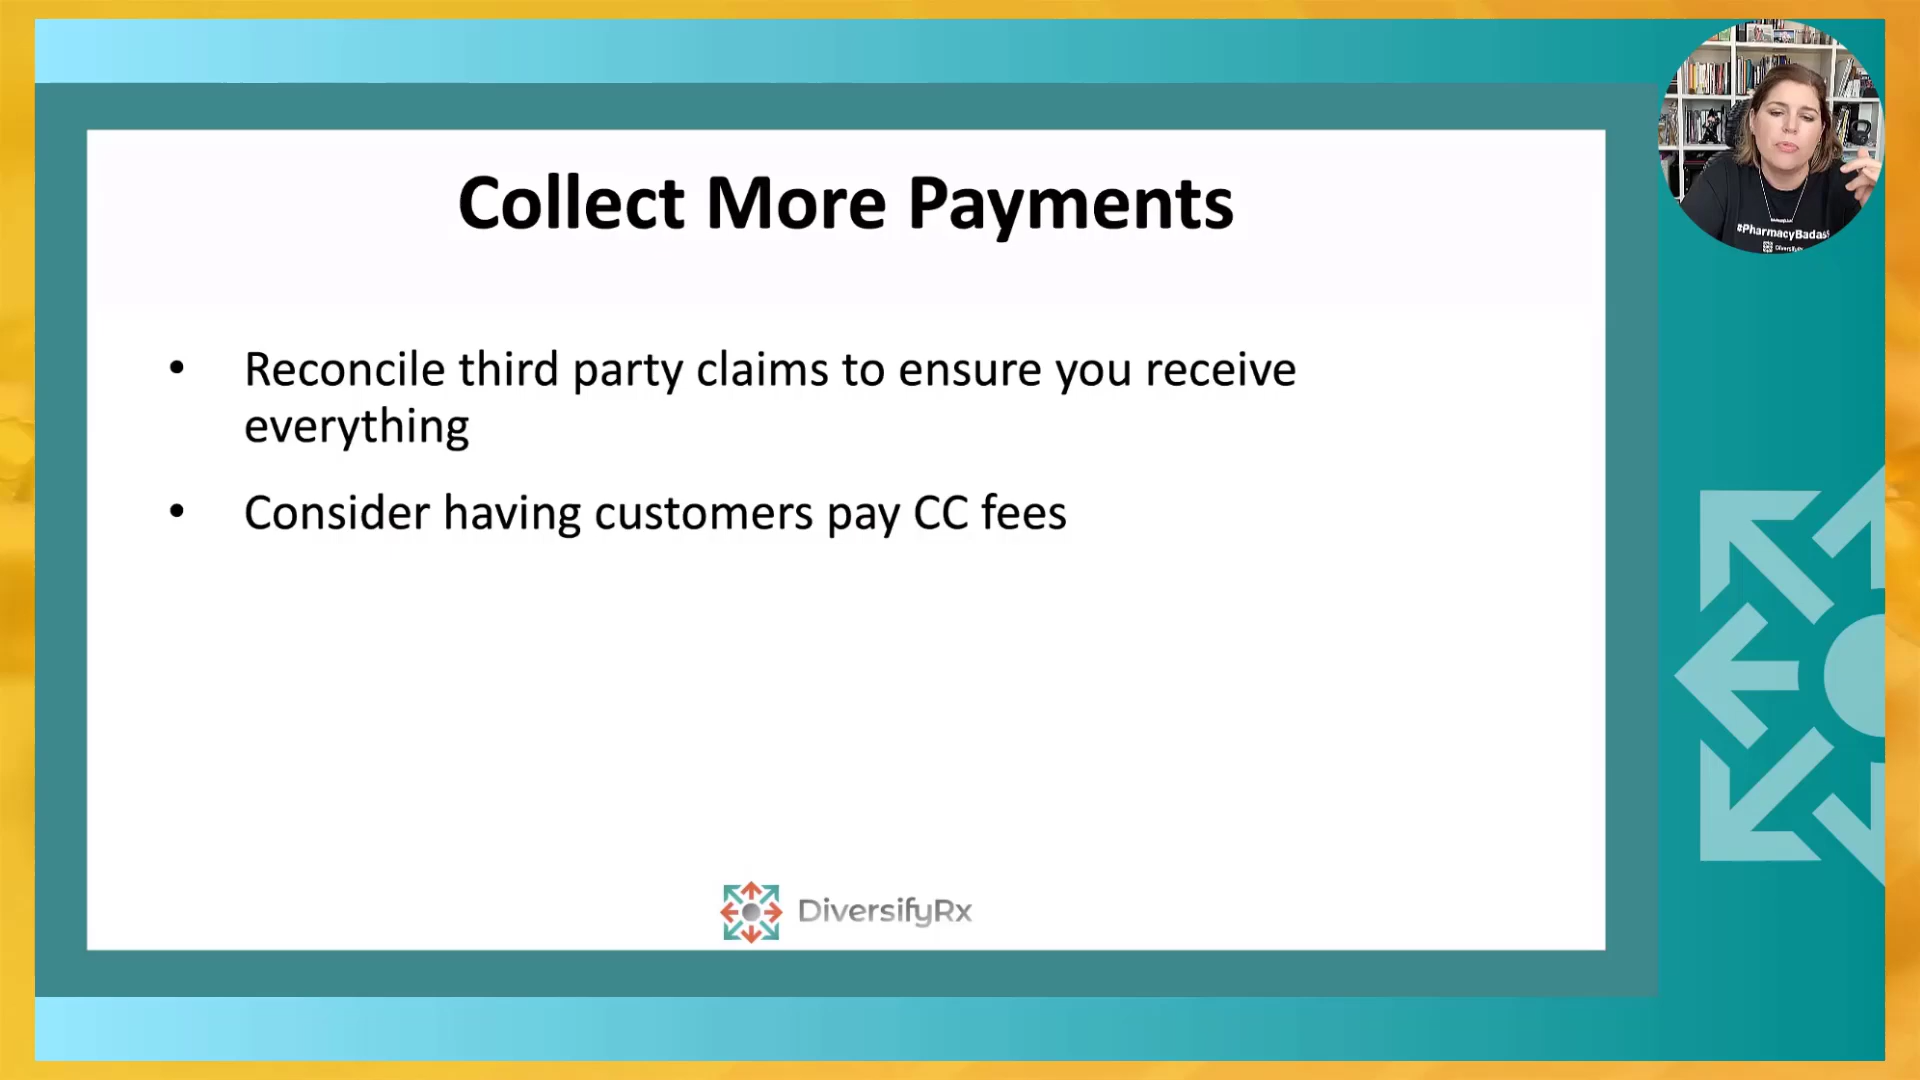 Collect More Payments
• Reconcile third party claims to ensure you receive
everything
• Consider having customers pay CC fees
DiversifyRx
#PharmacyBadas